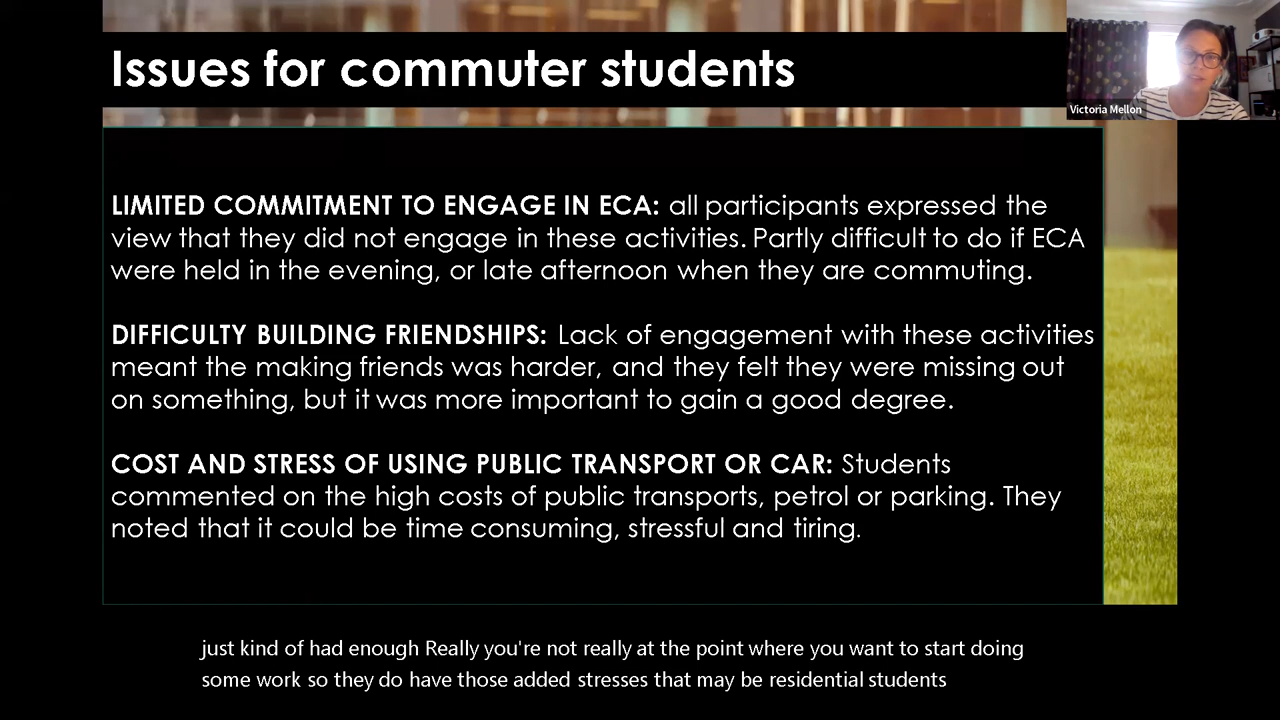 Issues for commuter students
Victoria Mellon
LIMITED COMMITMENT TO ENGAGE IN ECA: all participants expressed the
view that they did not engage in these activities. Partly difficult to do if ECA
were held in the evening, or late afternoon when they are commuting.
DIFFICULTY BUILDING FRIENDSHIPS: Lack of engagement with these activities
meant the making friends was harder, and they felt they were missing out
on something, but it was more important to gain a good degree.
COST AND STRESS OF USING PUBLIC TRANSPORT OR CAR: Students
commented on the high costs of public transports, petrol or parking. They
noted that it could be time consuming, stressful and tiring.
just kind of had enough Really you're not really at the point where you want to start doing
some work so they do have those added stresses that may be residential students